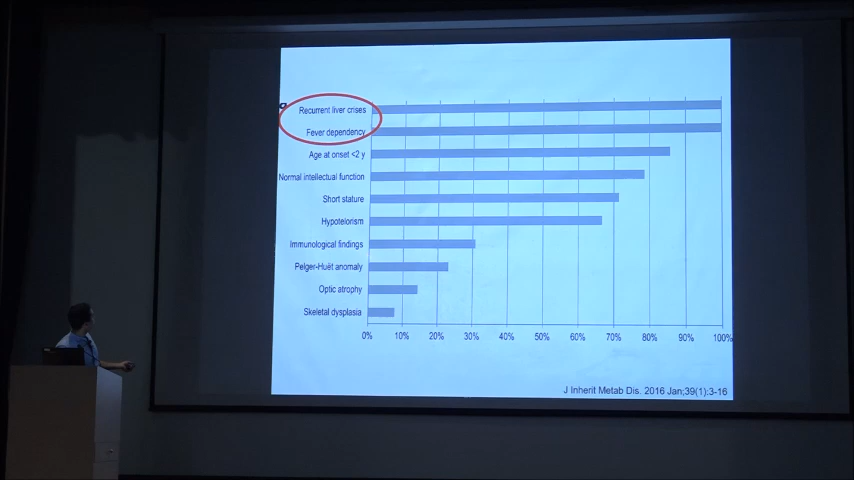 Recurrent liver crises
Fever dependency
Age at onset <2 y
Normal intellectual function
Short stature
Hypotelorism
Immunological findings
Pelger-Huët anomaly
Optic atrophy
Skeletal dysplasia
0% 10% 20% 30% 40% 50% 60% 70% 80% 90% 100%
J Inherit Metab Dis. 2016 Jan;39(1):3-16